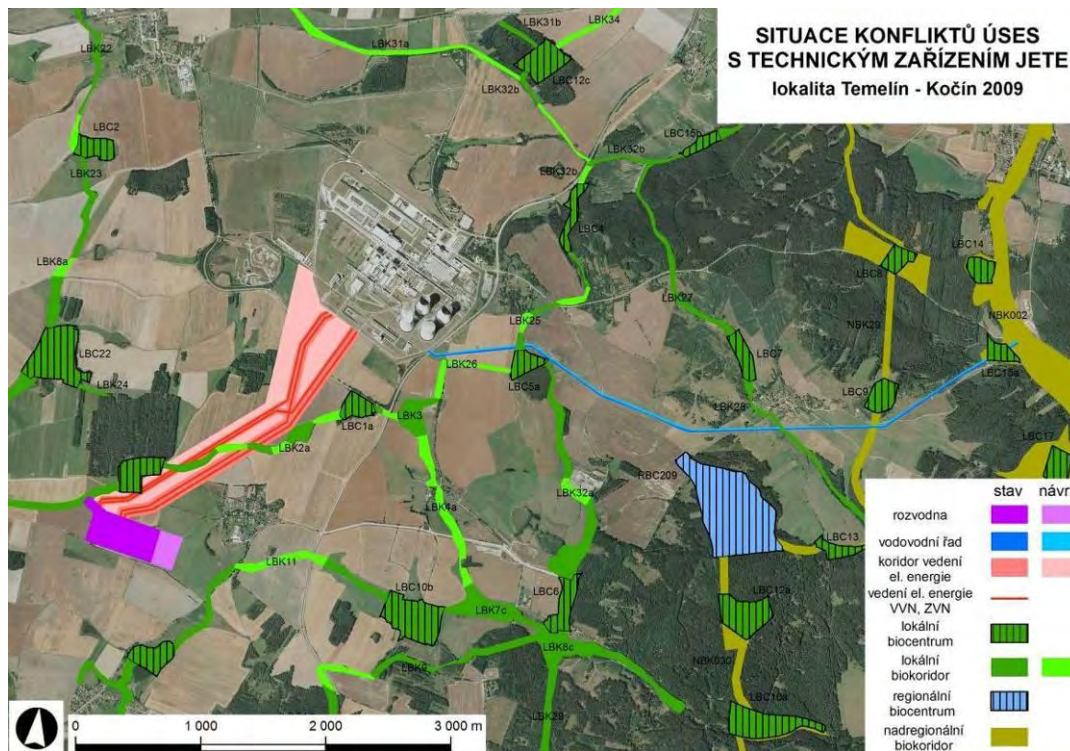 SITUACE KONFLIKTŮ ÚSES
S TECHNICKÝM ZAŘÍZENÍM JETE
lokalita Temelín - Kočín 2009
LBK22
LBK31a
LBK31b
LBK34
LBC12c
LBK32b
LBC2
LBK23
LBK32b
LBC15b
LBK32b
LBC4
LBK8a
LBC8
LBC14
LBK27
NBK002
LBK25
NBK29
LBC22
LBK24
LBK26
LBC5a
LBC7
LBC15a
LBC9
LBC1a
LBK3
LBK28
LBK2a
LBC17
RBC209
LBK32a
LBK4a
LBC13
LBK11
LBC10b
LBK7c
LBC6
LBC12a
LBK8c
LBK9
NBK030
LBC10a
LBK29
stav
návr
rozvodna
vodovodní řad
koridor vedení
el. energie
vedení el. energie
VVN, ZVN
lokální
biocentrum
lokální
biokoridor
regionální
biocentrum
nadregionální
biokoridor
0
1 000
2 000
3 000 m